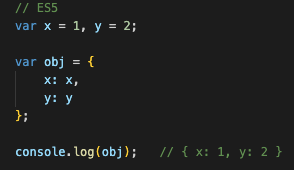 // ES5
var x = 1, y = 2;

var obj = {
    x: x,
    y: y
};

console.log(obj);   // { x: 1, y: 2 }